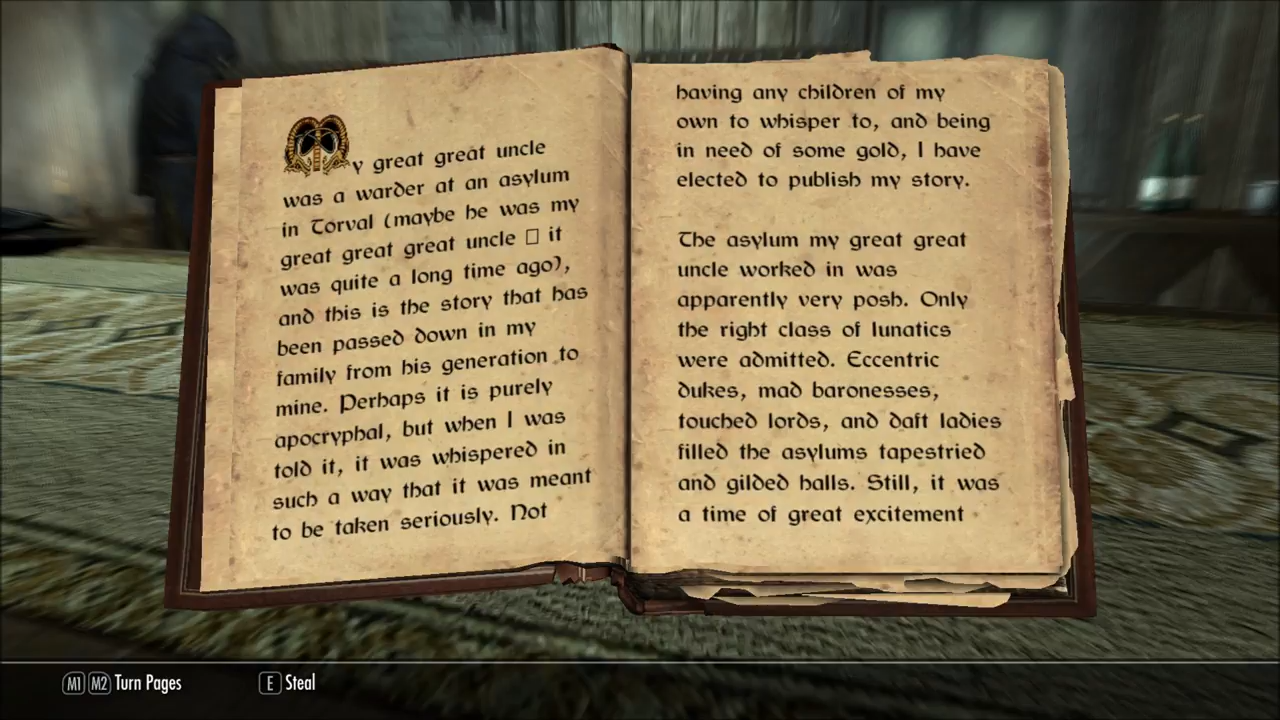 My great great uncle
was a warder at an asylum
in Torval (maybe he was my
great great great uncle □ it
was quite a long time ago),
and this is the story that has
been passed down in my
family from his generation to
mine. Perhaps it is purely
apocryphal, but when I was
told it, it was whispered in
such a way that it was meant
to be taken seriously. Not
having any children of my
own to whisper to, and being
in need of some gold, I have
elected to publish my story.
The asylum my great great
uncle worked in was
apparently very posh. Only
the right class of lunatics
were admitted. Eccentric
dukes, mad baronesses,
touched lords, and daft ladies
filled the asylums tapestried
and gilded halls. Still, it was
a time of great excitement
M1 M2 Turn Pages
E Steal